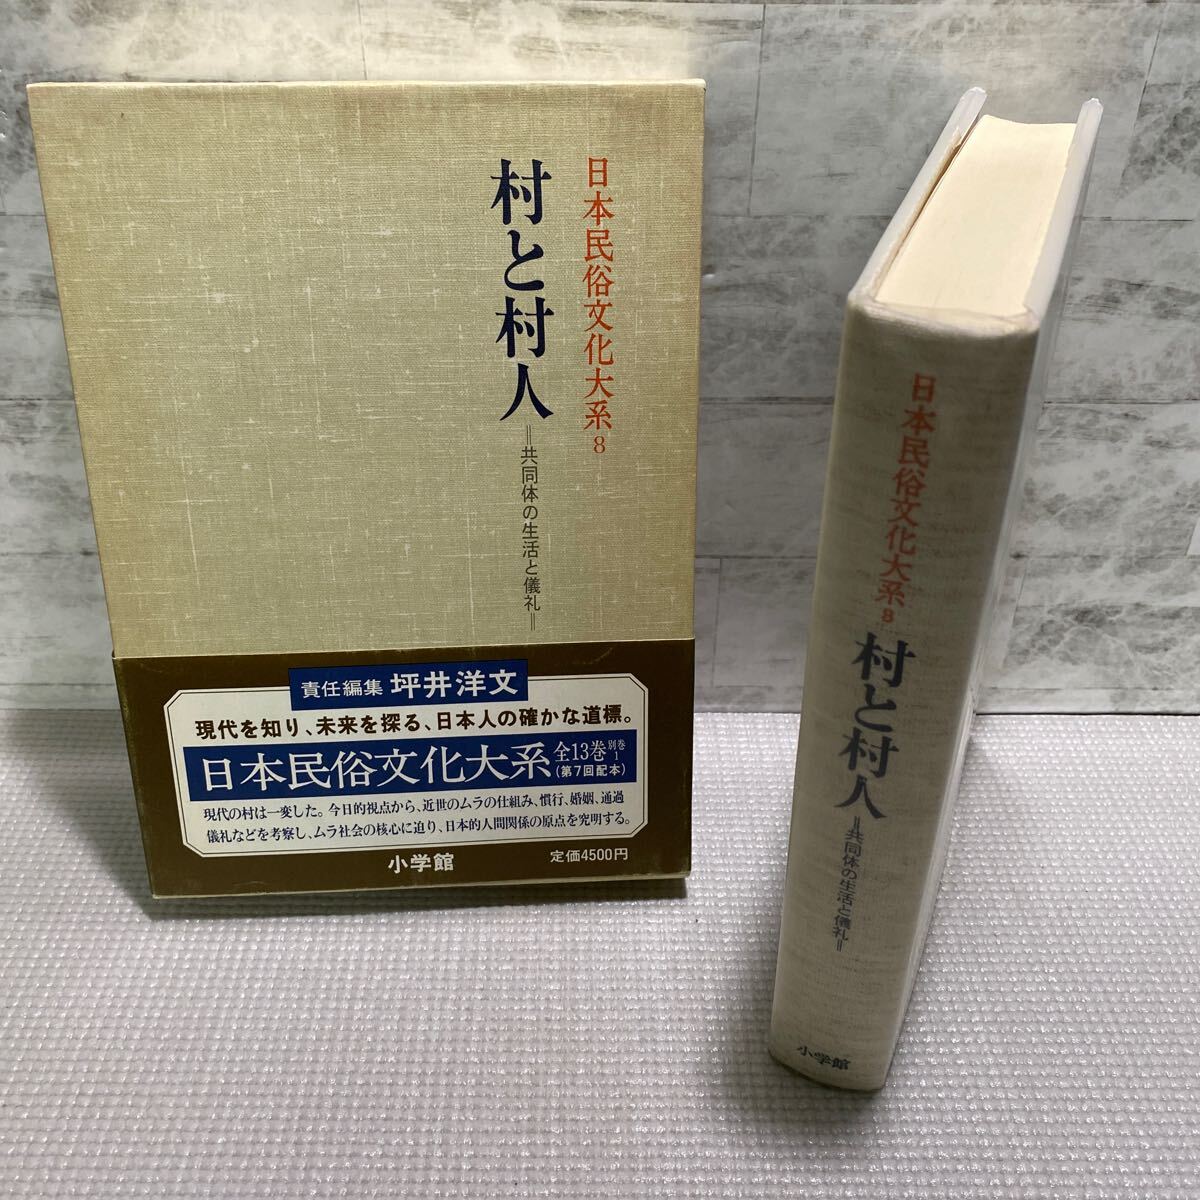 日本民俗文化大系8
村と村人
=共同体の生活と儀礼=
責任編集 坪井洋文
現代を知り、未来を探る、日本人の確かな道標。
日本民俗文化大系 全13巻 別巻1
(第7回配本)
現代の村は一変した。今日的視点から、近世のムラの仕組み、慣行、婚姻、通過
儀礼などを考察し、ムラ社会の核心に迫り、日本的人間関係の原点を究明する。
小学館 定価4500円
日本民俗文化大系8
村と村人
=共同体の生活と儀礼=
小学館